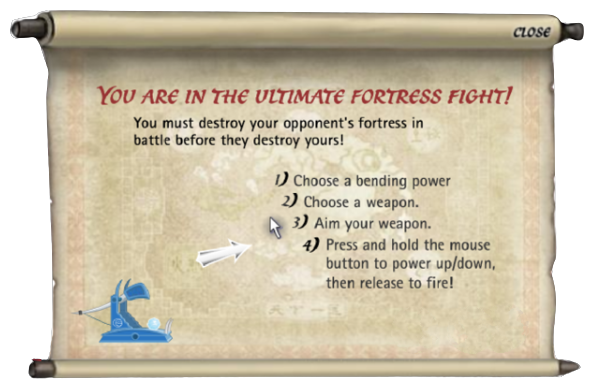 CLOSE
YOU ARE IN THE ULTIMATE FORTRESS FIGHT!
You must destroy your opponent's fortress in
battle before they destroy yours!
1) Choose a bending power
2) Choose a weapon.
3) Aim your weapon.
4) Press and hold the mouse
button to power up/down,
then release to fire!